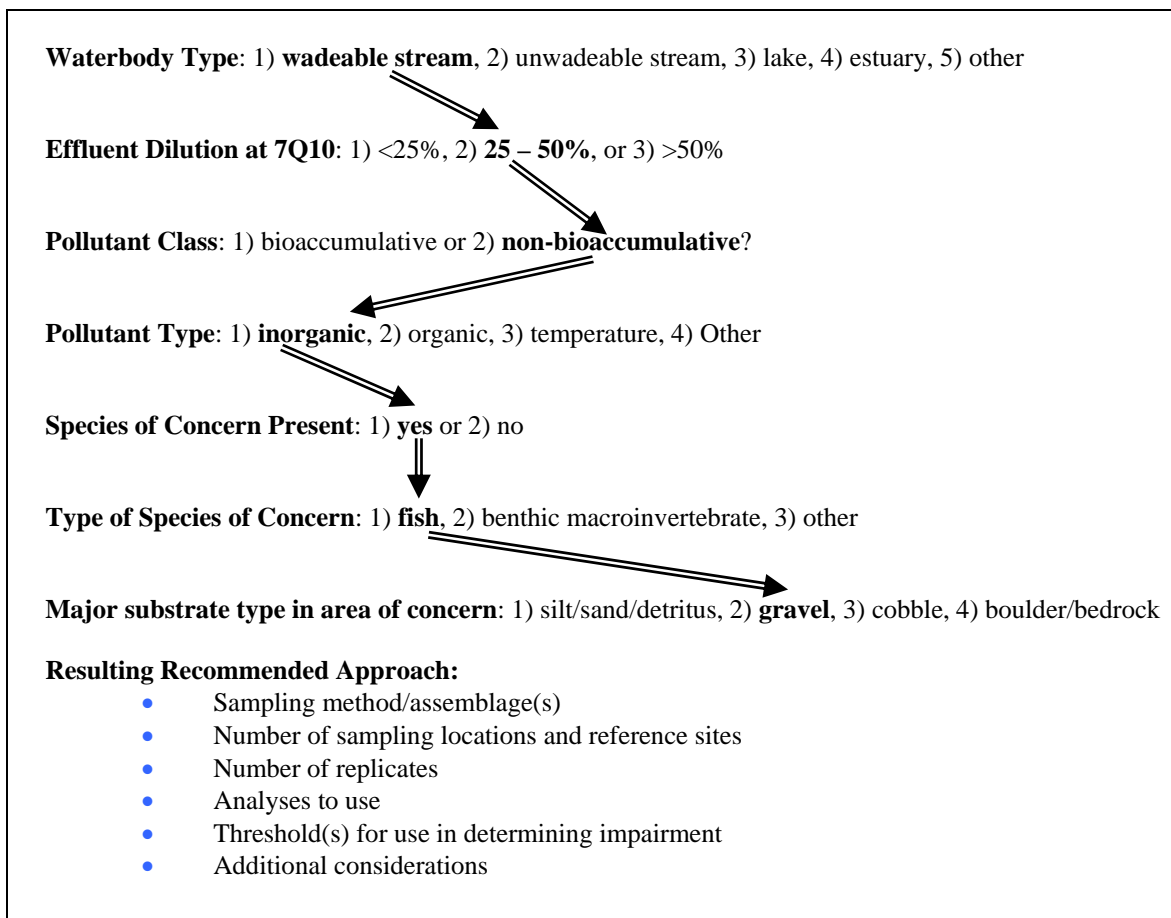 Waterbody Type: 1) wadeable stream, 2) unwadeable stream, 3) lake, 4) estuary, 5) other
Effluent Dilution at 7Q10: 1) <25%, 2) 25 – 50%, or 3) >50%
Pollutant Class: 1) bioaccumulative or 2) non-bioaccumulative?
Pollutant Type: 1) inorganic, 2) organic, 3) temperature, 4) Other
Species of Concern Present: 1) yes or 2) no
Type of Species of Concern: 1) fish, 2) benthic macroinvertebrate, 3) other
Major substrate type in area of concern: 1) silt/sand/detritus, 2) gravel, 3) cobble, 4) boulder/bedrock
Resulting Recommended Approach:
• Sampling method/assemblage(s)
• Number of sampling locations and reference sites
• Number of replicates
• Analyses to use
• Threshold(s) for use in determining impairment
• Additional considerations